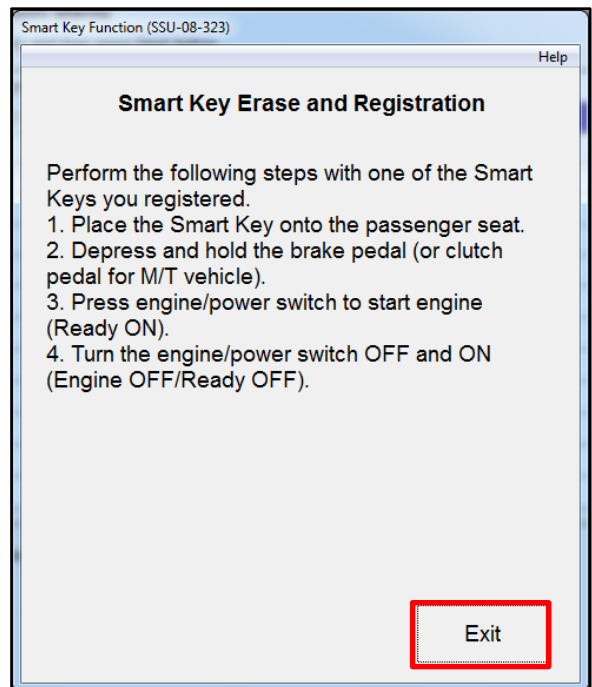 Smart Key Function (SSU-08-323)
Help
Smart Key Erase and Registration
Perform the following steps with one of the Smart
Keys you registered.
1. Place the Smart Key onto the passenger seat.
2. Depress and hold the brake pedal (or clutch
pedal for M/T vehicle).
3. Press engine/power switch to start engine
(Ready ON).
4. Turn the engine/power switch OFF and ON
(Engine OFF/Ready OFF).
Exit